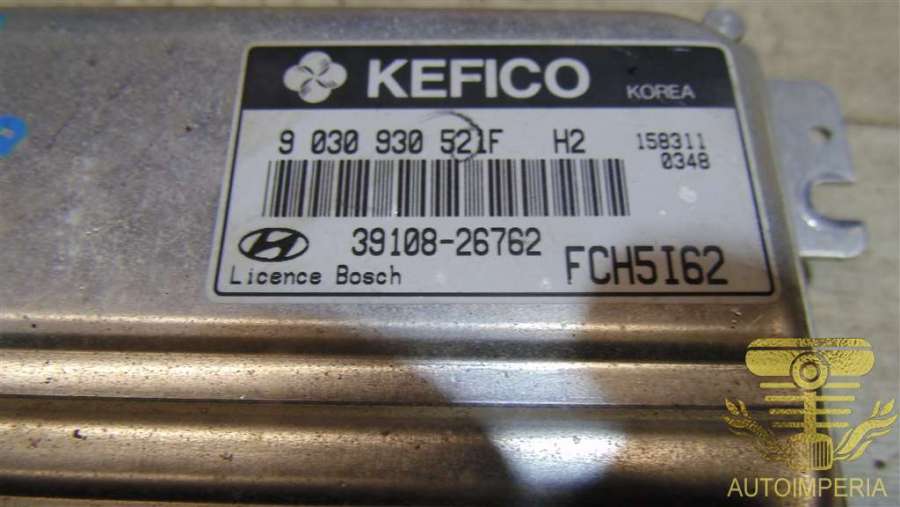 KEFICO
KOREA
9 030 930 521F H2
158311
0348
39108-26762
Licence Bosch
FCH5I62
AUTOIMPERIA